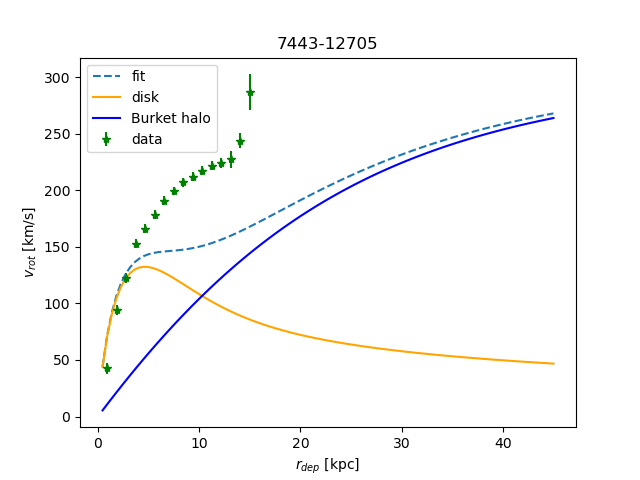 7443-12705
fit
disk
Burket halo
data
300
250
200
150
100
50
0
v_rot [km/s]
0 10 20 30 40
r_dep [kpc]